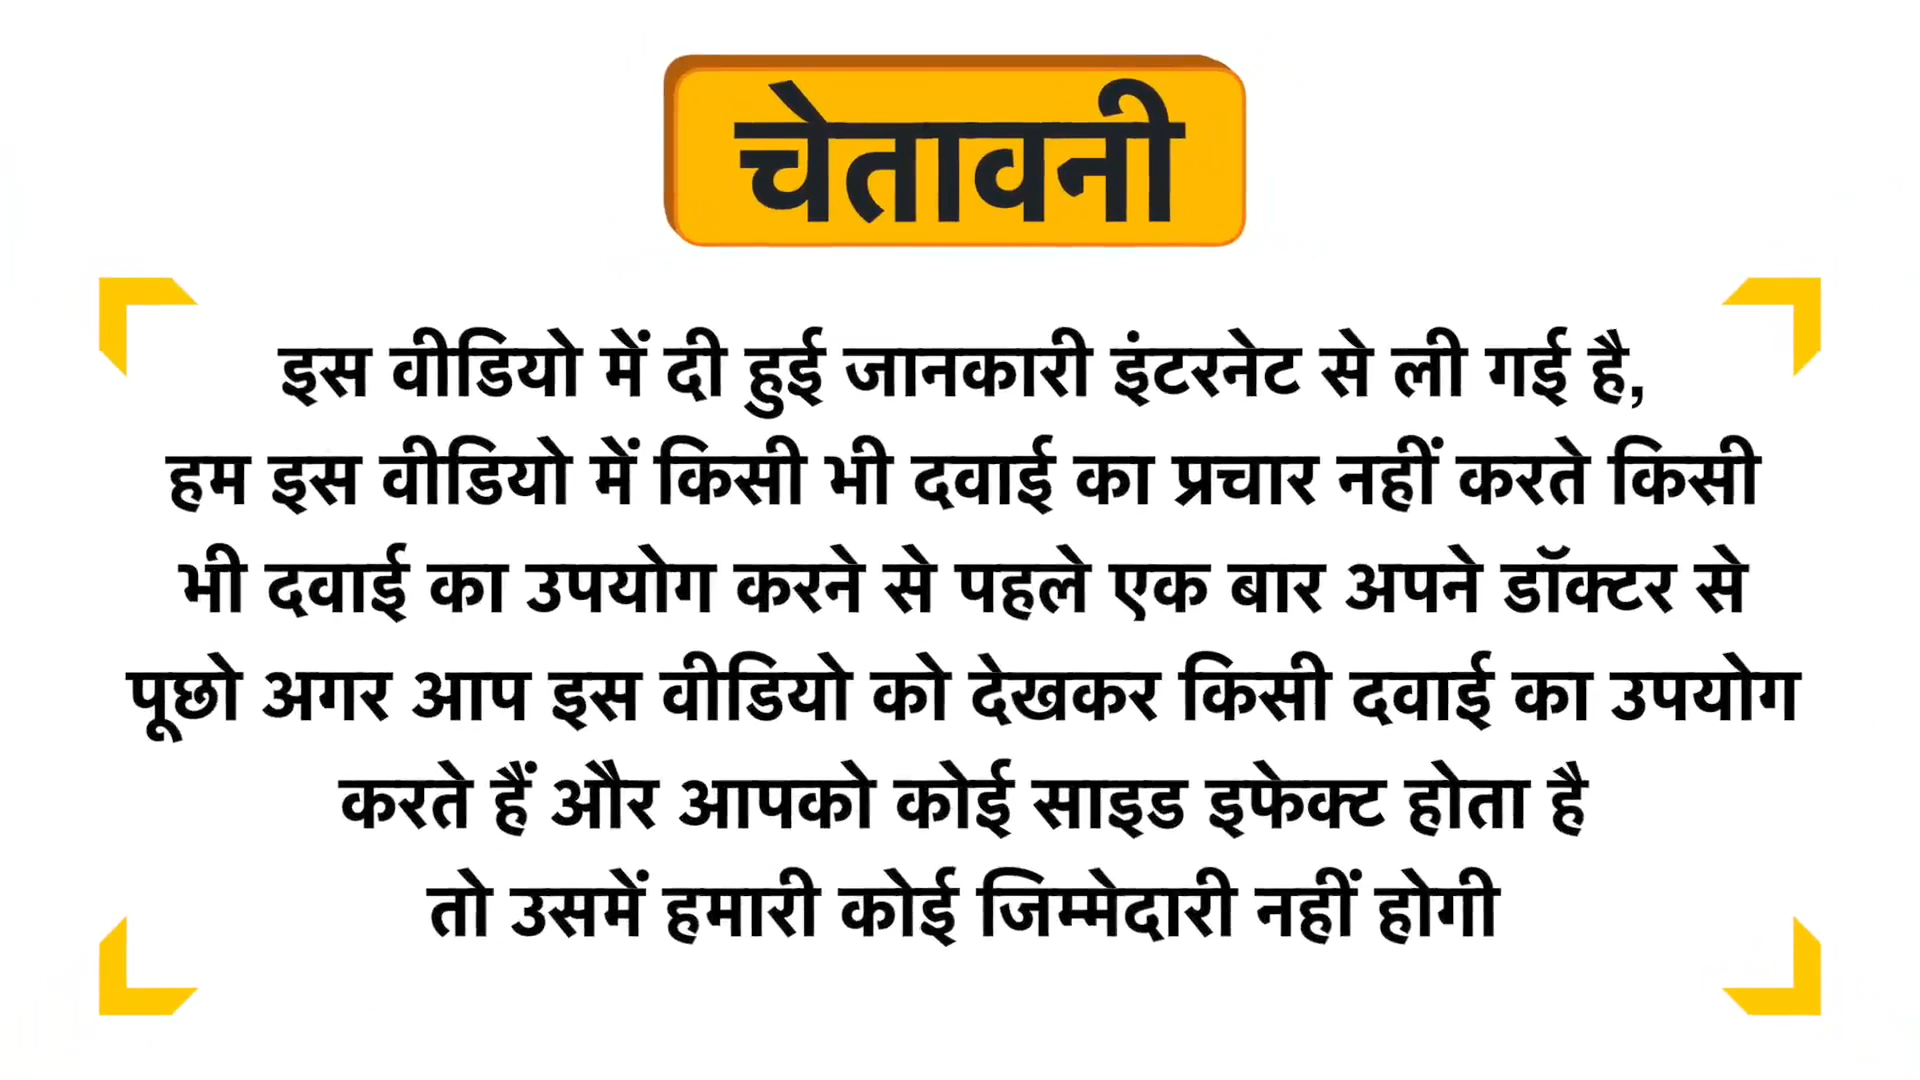 चेतावनी
इस वीडियो में दी हुई जानकारी इंटरनेट से ली गई है,
हम इस वीडियो में किसी भी दवाई का प्रचार नहीं करते किसी
भी दवाई का उपयोग करने से पहले एक बार अपने डॉक्टर से
पूछो अगर आप इस वीडियो को देखकर किसी दवाई का उपयोग
करते हैं और आपको कोई साइड इफेक्ट होता है
तो उसमें हमारी कोई जिम्मेदारी नहीं होगी